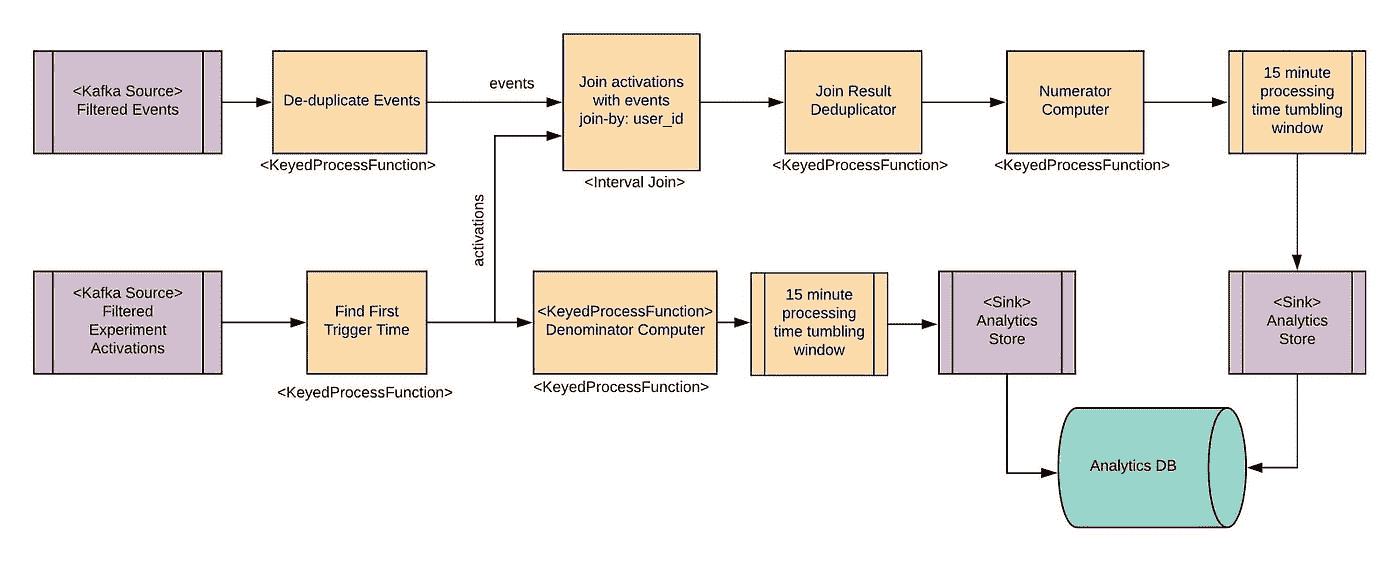 <Kafka Source>
Filtered Events
De-duplicate Events
<KeyedProcessFunction>
events
Join activations
with events
join-by: user_id
<Interval Join>
Join Result
Deduplicator
<KeyedProcessFunction>
Numerator
Computer
<KeyedProcessFunction>
15 minute
processing
time tumbling
window
activations
<Kafka Source>
Filtered
Experiment
Activations
Find First
Trigger Time
<KeyedProcessFunction>
<KeyedProcessFunction>
Denominator Computer
<KeyedProcessFunction>
15 minute
processing
time tumbling
window
<Sink>
Analytics
Store
<Sink>
Analytics
Store
Analytics DB